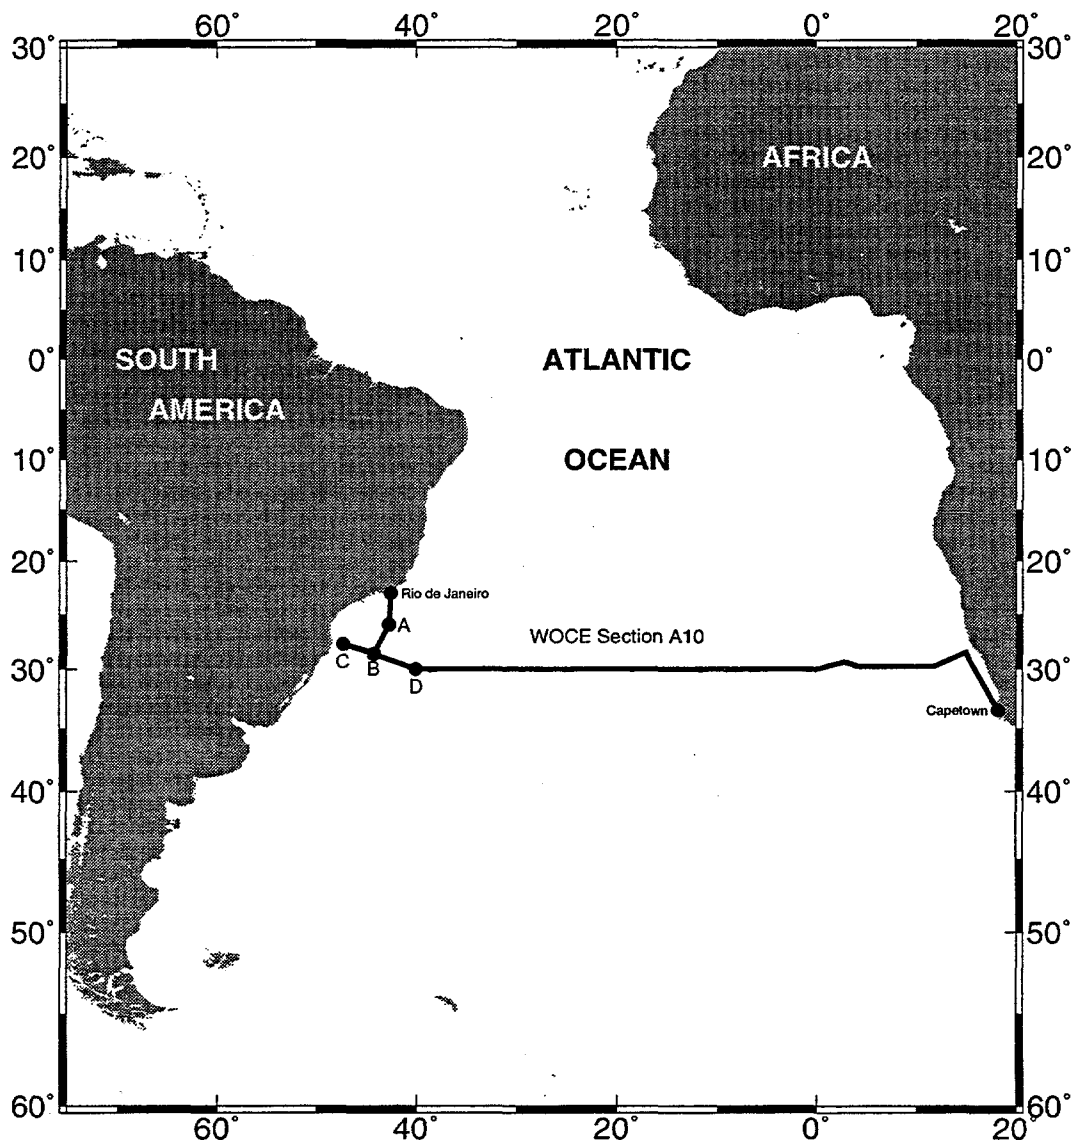 60° 40° 20° 0° 20°
30° 30°
AFRICA
20° 20°
10° 10°
SOUTH ATLANTIC
0° 0°
AMERICA
OCEAN
10° 10°
20° 20°
Rio de Janeiro
A
WOCE Section A10
C B D
30° 30°
Capetown
40° 40°
50° 50°
60° 60°
60° 40° 20° 0° 20°